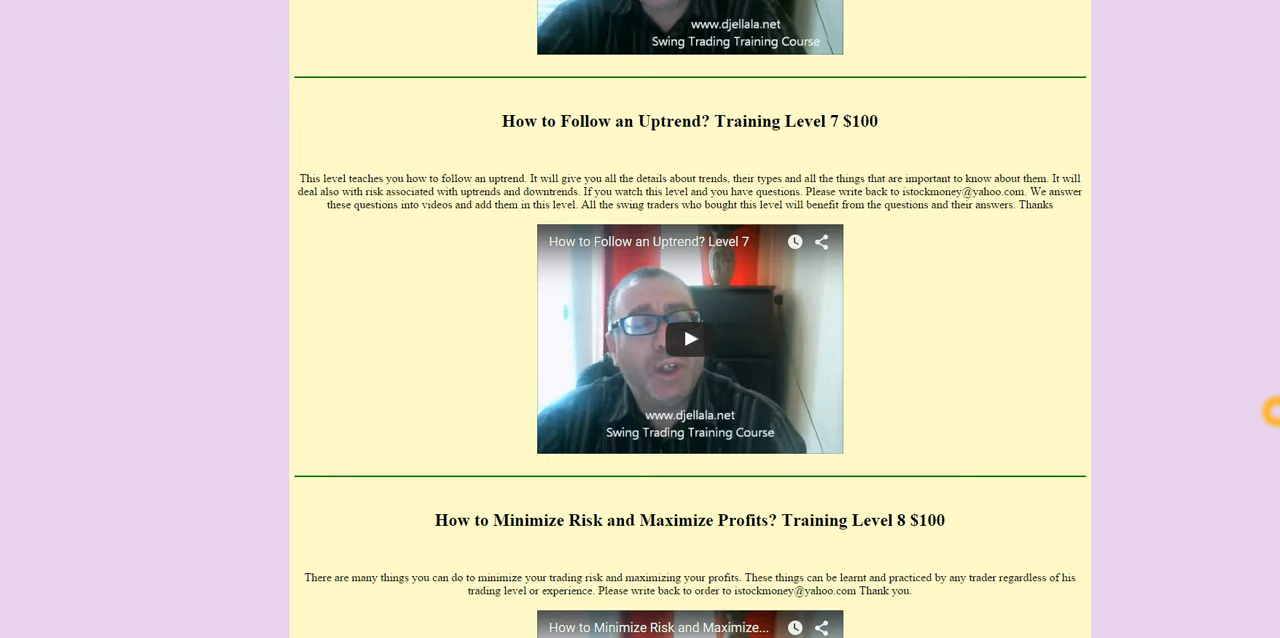 www.djellala.net
Swing Trading Training Course
How to Follow an Uptrend? Training Level 7 $100
This level teaches you how to follow an uptrend. It will give you all the details about trends, their types and all the things that are important to know about them. It will
deal also with risk associated with uptrends and downtrends. If you watch this level and you have questions. Please write back to istockmoney@yahoo.com. We answer
these questions into videos and add them in this level. All the swing traders who bought this level will benefit from the questions and their answers. Thanks
How to Follow an Uptrend? Level 7
www.djellala.net
Swing Trading Training Course
How to Minimize Risk and Maximize Profits? Training Level 8 $100
There are many things you can do to minimize your trading risk and maximizing your profits. These things can be learnt and practiced by any trader regardless of his
trading level or experience. Please write back to order to istockmoney@yahoo.com Thank you.
How to Minimize Risk and Maximize...